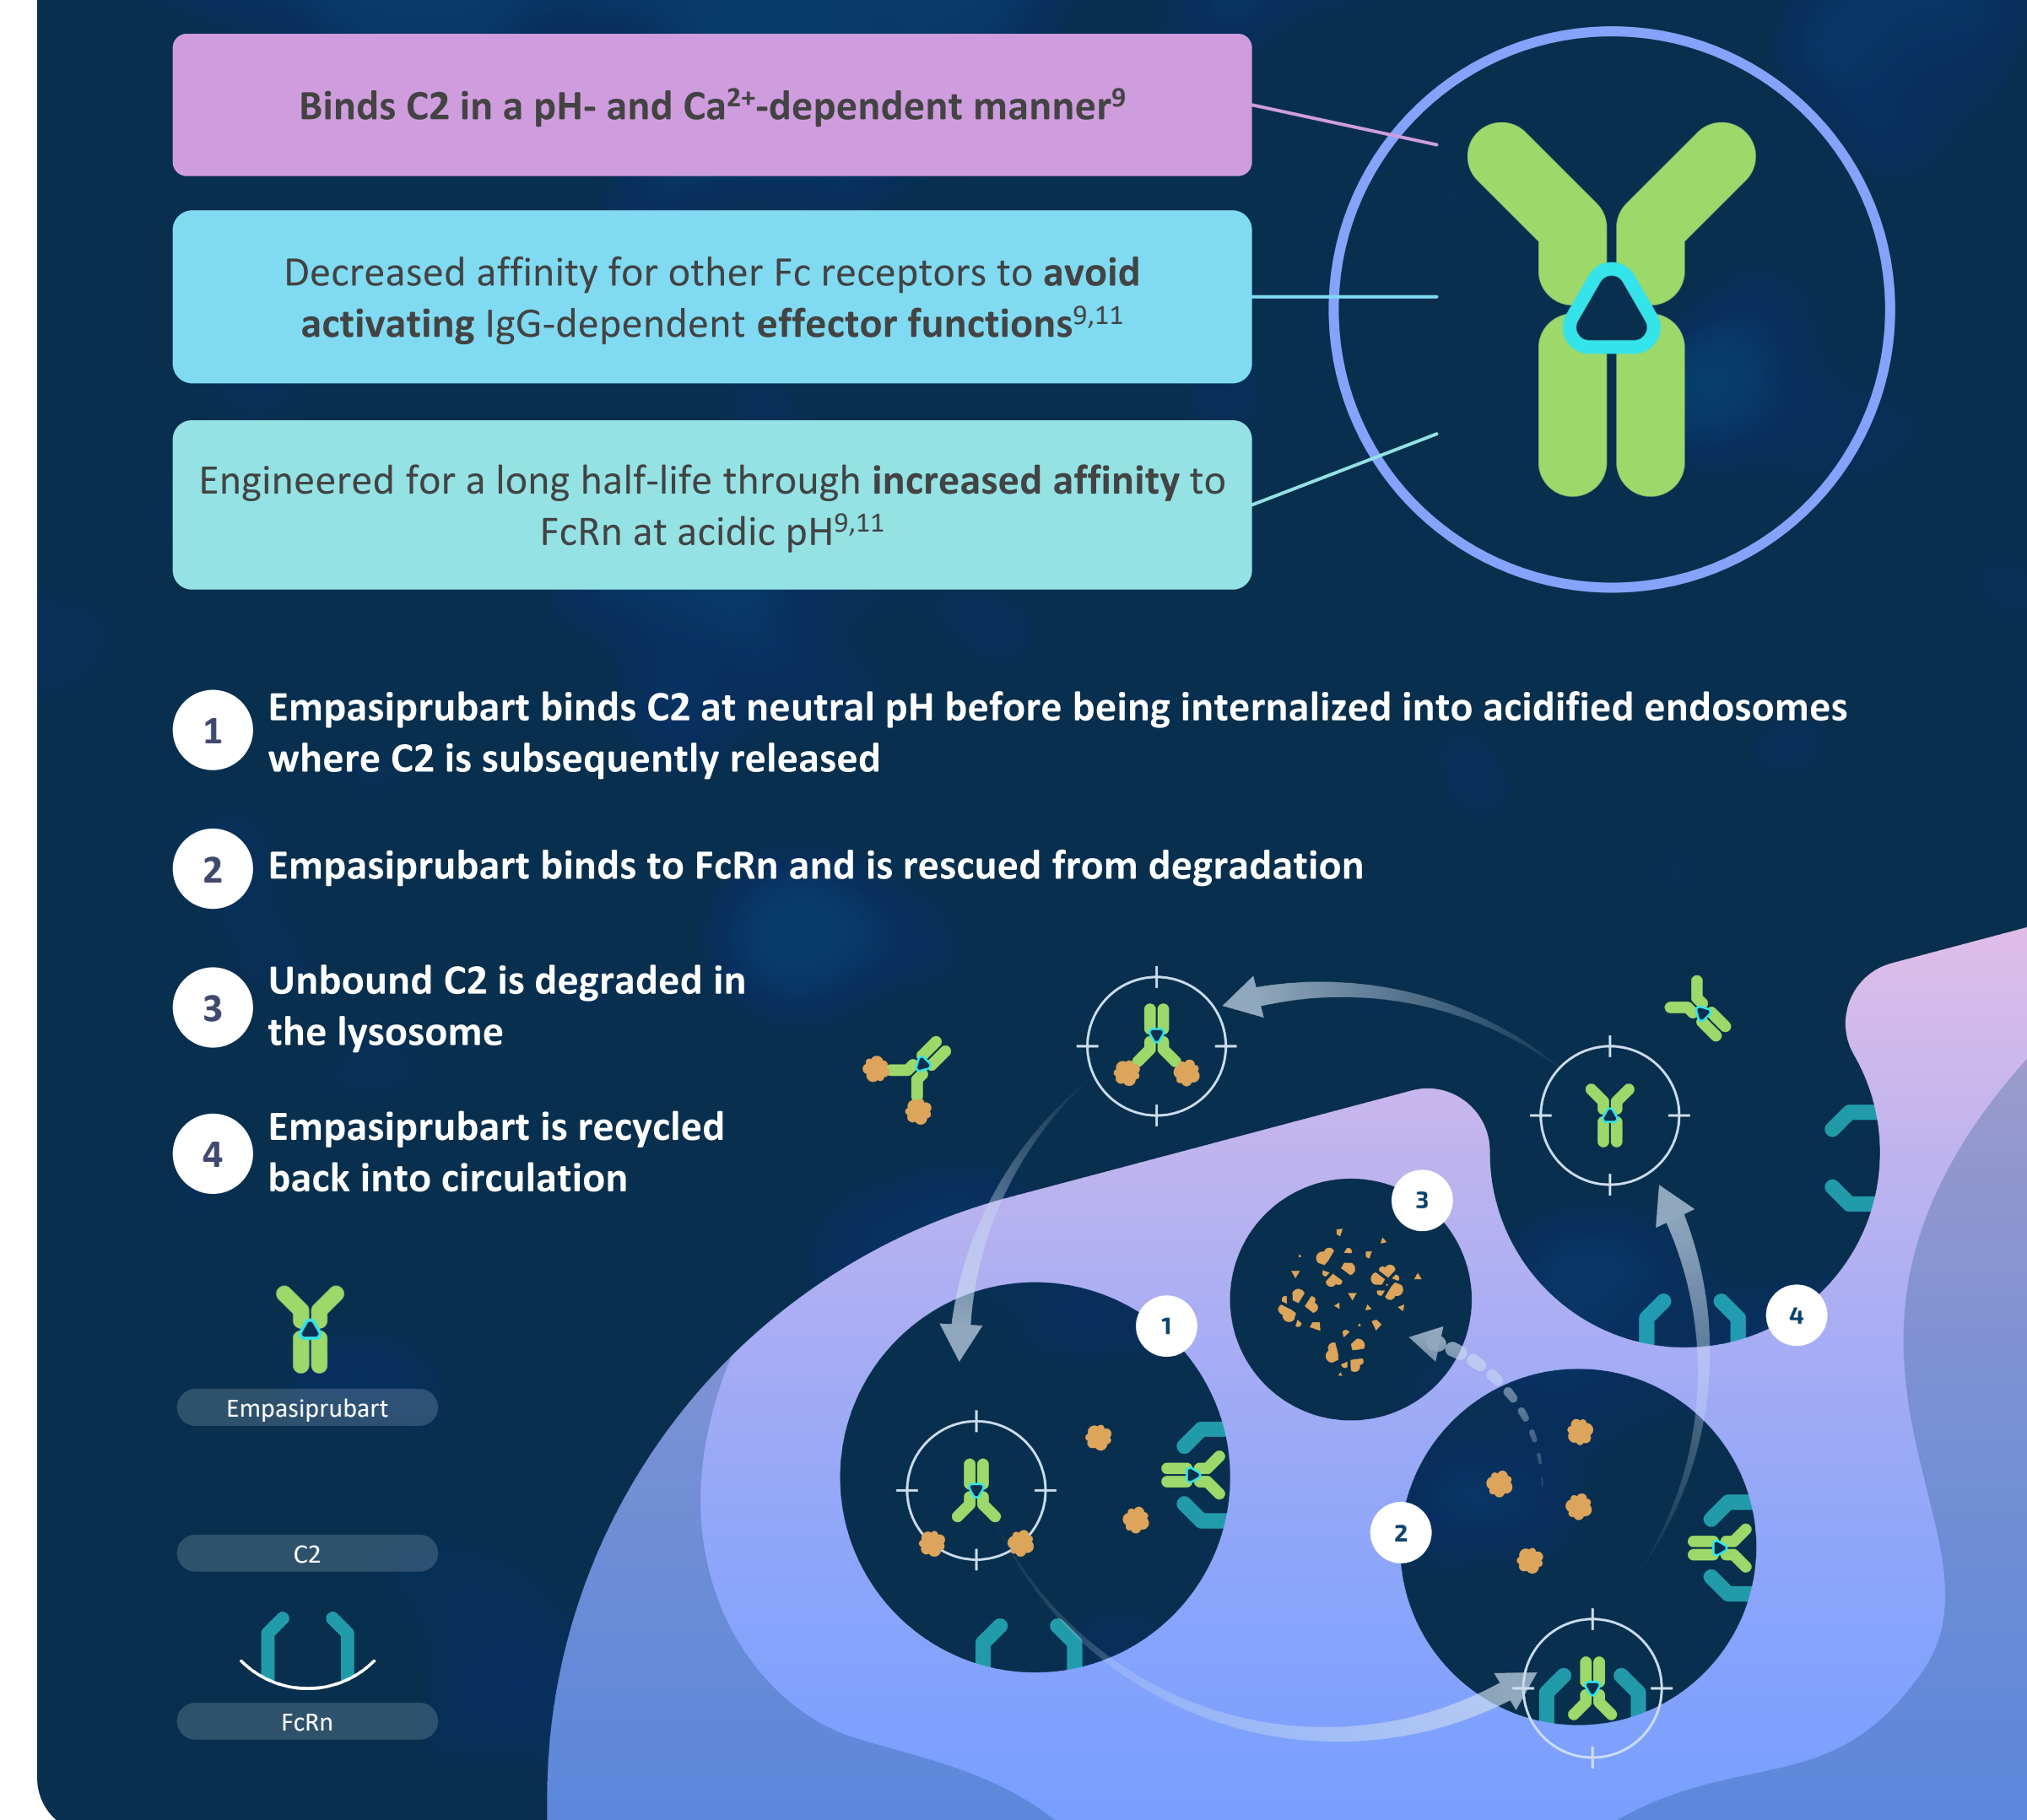 Binds C2 in a pH- and Ca²⁺-dependent manner⁹
Decreased affinity for other Fc receptors to avoid
activating IgG-dependent effector functions⁹,¹¹
Engineered for a long half-life through increased affinity to
FcRn at acidic pH⁹,¹¹
1
Empasiprubart binds C2 at neutral pH before being internalized into acidified endosomes
where C2 is subsequently released
2
Empasiprubart binds to FcRn and is rescued from degradation
3
Unbound C2 is degraded in
the lysosome
4
Empasiprubart is recycled
back into circulation
3
1
4
2
Empasiprubart
C2
FcRn